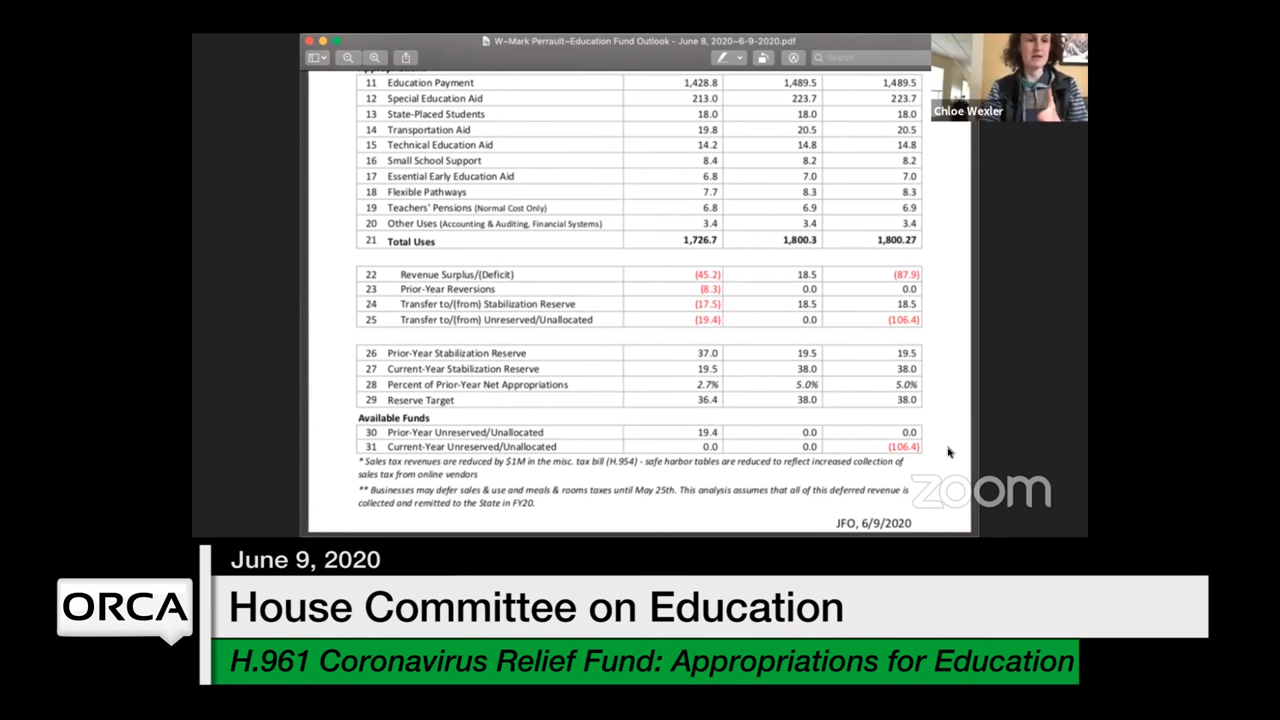 W~Mark Perrault~Education Fund Outlook - June 8, 2020~6-9-2020.pdf
Search
Chloe Wexler
11 Education Payment 1,428.8 1,489.5 1,489.5
12 Special Education Aid 213.0 223.7 223.7
13 State-Placed Students 18.0 18.0 18.0
14 Transportation Aid 19.8 20.5 20.5
15 Technical Education Aid 14.2 14.8 14.8
16 Small School Support 8.4 8.2 8.2
17 Essential Early Education Aid 6.8 7.0 7.0
18 Flexible Pathways 7.7 8.3 8.3
19 Teachers' Pensions (Normal Cost Only) 6.8 6.9 6.9
20 Other Uses (Accounting & Auditing, Financial Systems) 3.4 3.4 3.4
21 Total Uses 1,726.7 1,800.3 1,800.27
22 Revenue Surplus/(Deficit) (45.2) 18.5 (87.9)
23 Prior-Year Reversions (8.3) 0.0 0.0
24 Transfer to/(from) Stabilization Reserve (17.5) 18.5 18.5
25 Transfer to/(from) Unreserved/Unallocated (19.4) 0.0 (106.4)
26 Prior-Year Stabilization Reserve 37.0 19.5 19.5
27 Current-Year Stabilization Reserve 19.5 38.0 38.0
28 Percent of Prior-Year Net Appropriations 2.7% 5.0% 5.0%
29 Reserve Target 36.4 38.0 38.0
Available Funds
30 Prior-Year Unreserved/Unallocated 19.4 0.0 0.0
31 Current-Year Unreserved/Unallocated 0.0 0.0 (106.4)
* Sales tax revenues are reduced by $1M in the misc. tax bill (H.954) - safe harbor tables are reduced to reflect increased collection of
sales tax from online vendors
** Businesses may defer sales & use and meals & rooms taxes until May 25th. This analysis assumes that all of this deferred revenue is
collected and remitted to the State in FY20.
zoom
JFO, 6/9/2020
June 9, 2020
ORCA
House Committee on Education
H.961 Coronavirus Relief Fund: Appropriations for Education